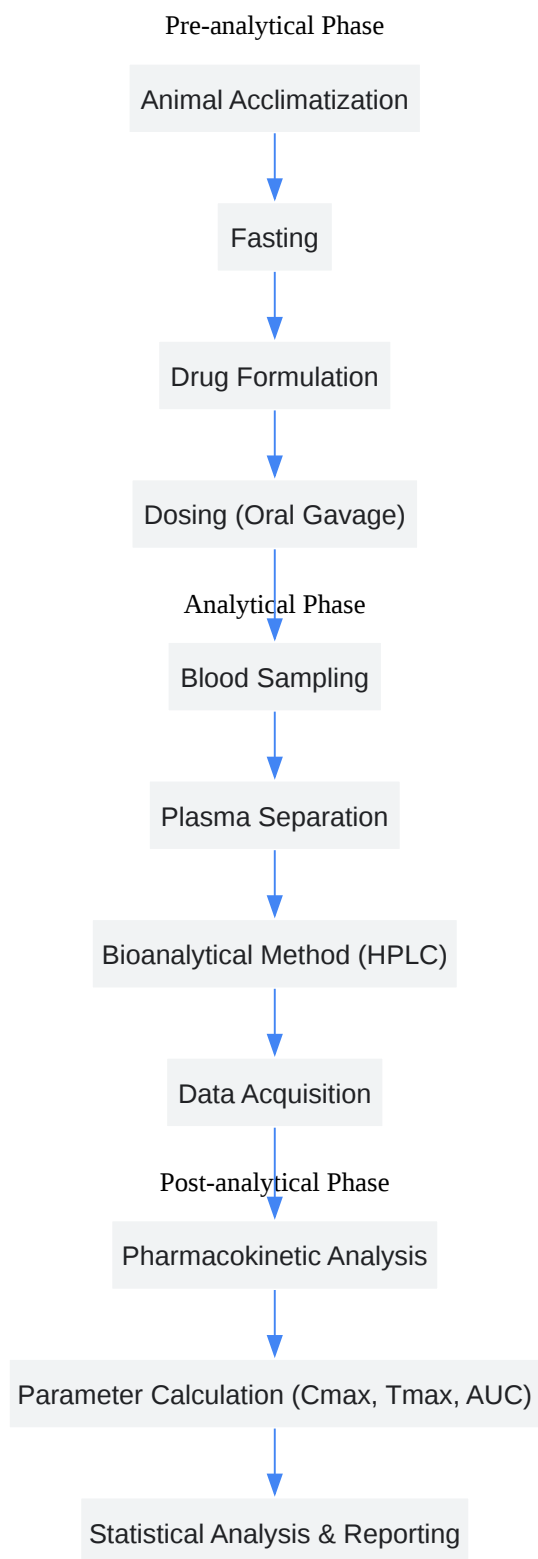 Pre-analytical Phase
Animal Acclimatization
Fasting
Drug Formulation
Dosing (Oral Gavage)
Analytical Phase
Blood Sampling
Plasma Separation
Bioanalytical Method (HPLC)
Data Acquisition
Post-analytical Phase
Pharmacokinetic Analysis
Parameter Calculation (Cmax, Tmax, AUC)
Statistical Analysis & Reporting